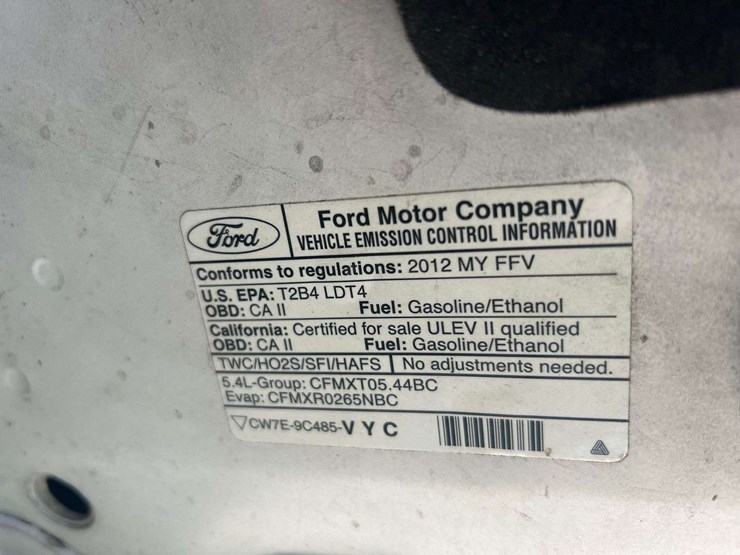 Ford
Ford Motor Company
VEHICLE EMISSION CONTROL INFORMATION
Conforms to regulations: 2012 MY FFV
U.S. EPA: T2B4 LDT4
OBD: CA II Fuel: Gasoline/Ethanol
California: Certified for sale ULEV II qualified
OBD: CA II Fuel: Gasoline/Ethanol
TWC/HO2S/SFI/HAFS No adjustments needed.
5.4L-Group: CFMXT05.44BC
Evap: CFMXR0265NBC
CW7E-9C485-V Y C